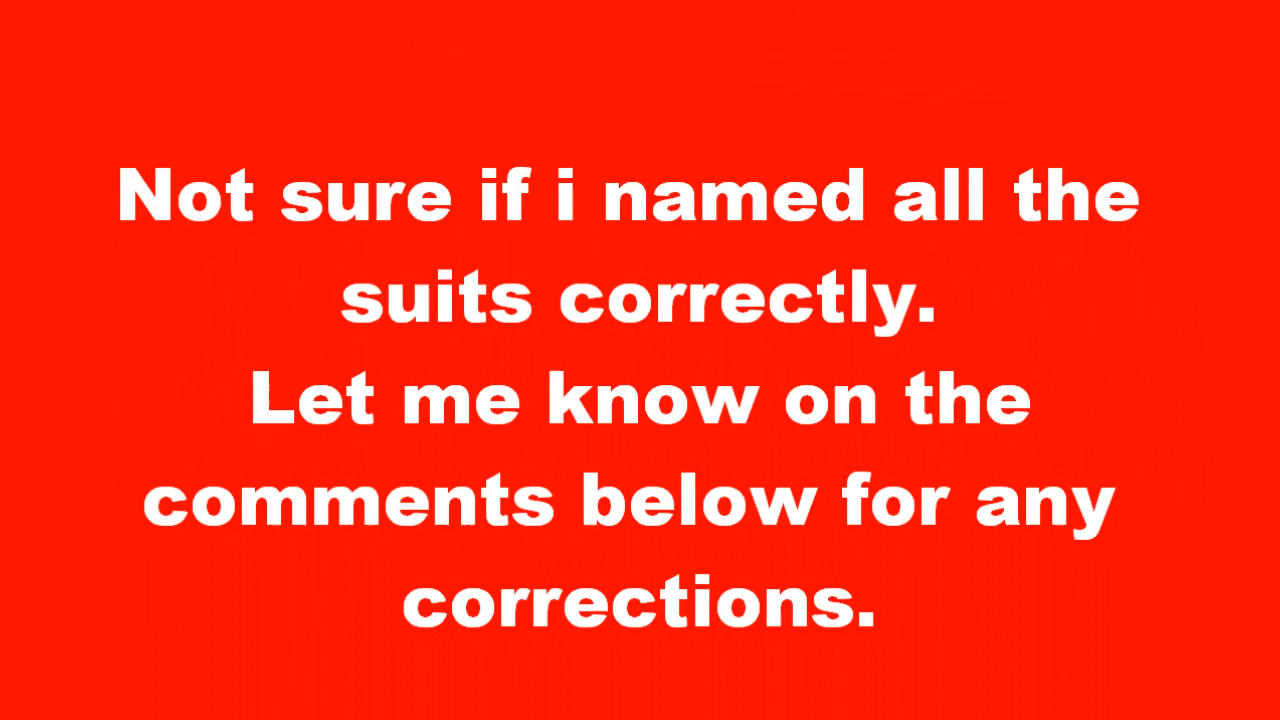 Not sure if i named all the
suits correctly.
Let me know on the
comments below for any
corrections.